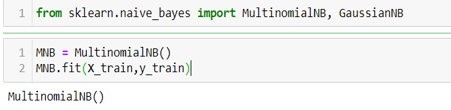 1 from sklearn.naive_bayes import MultinomialNB, GaussianNB
1 MNB = MultinomialNB()
2 MNB.fit(X_train,y_train)
MultinomialNB()